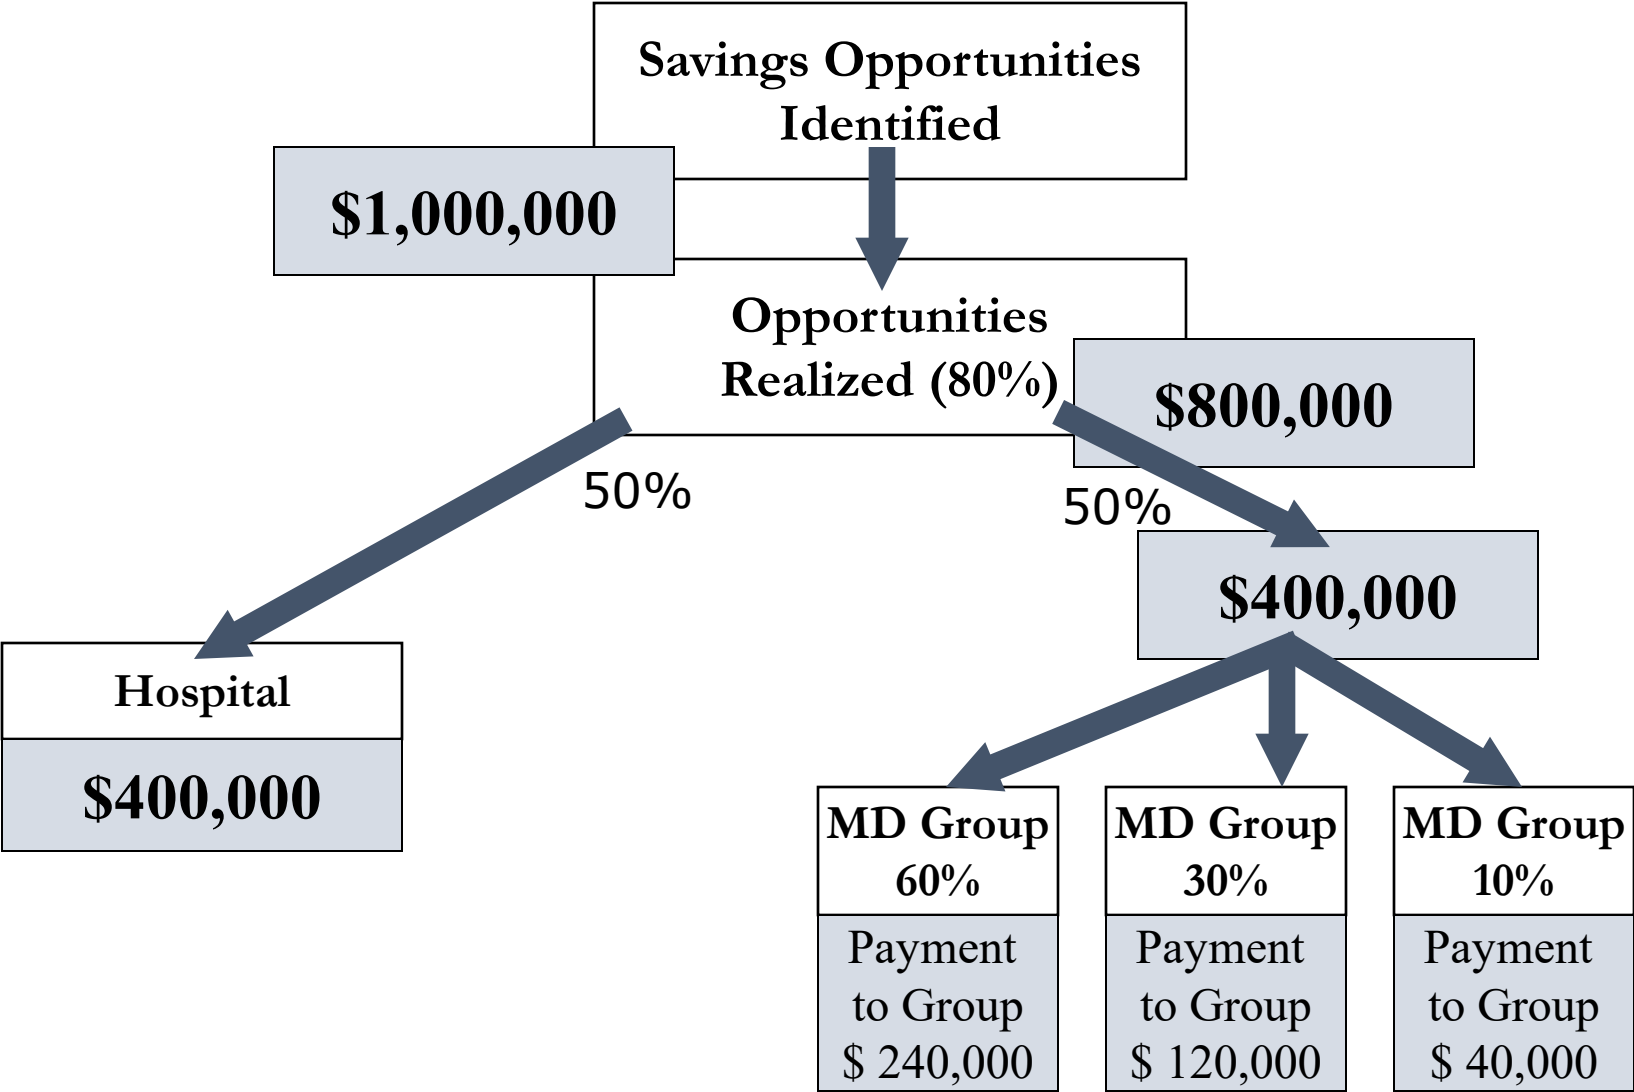 Savings Opportunities
Identified
$1,000,000
Opportunities
Realized (80%)
$800,000
50%
50%
$400,000
Hospital
$400,000
MD Group
60%
Payment
to Group
$ 240,000
MD Group
30%
Payment
to Group
$ 120,000
MD Group
10%
Payment
to Group
$ 40,000